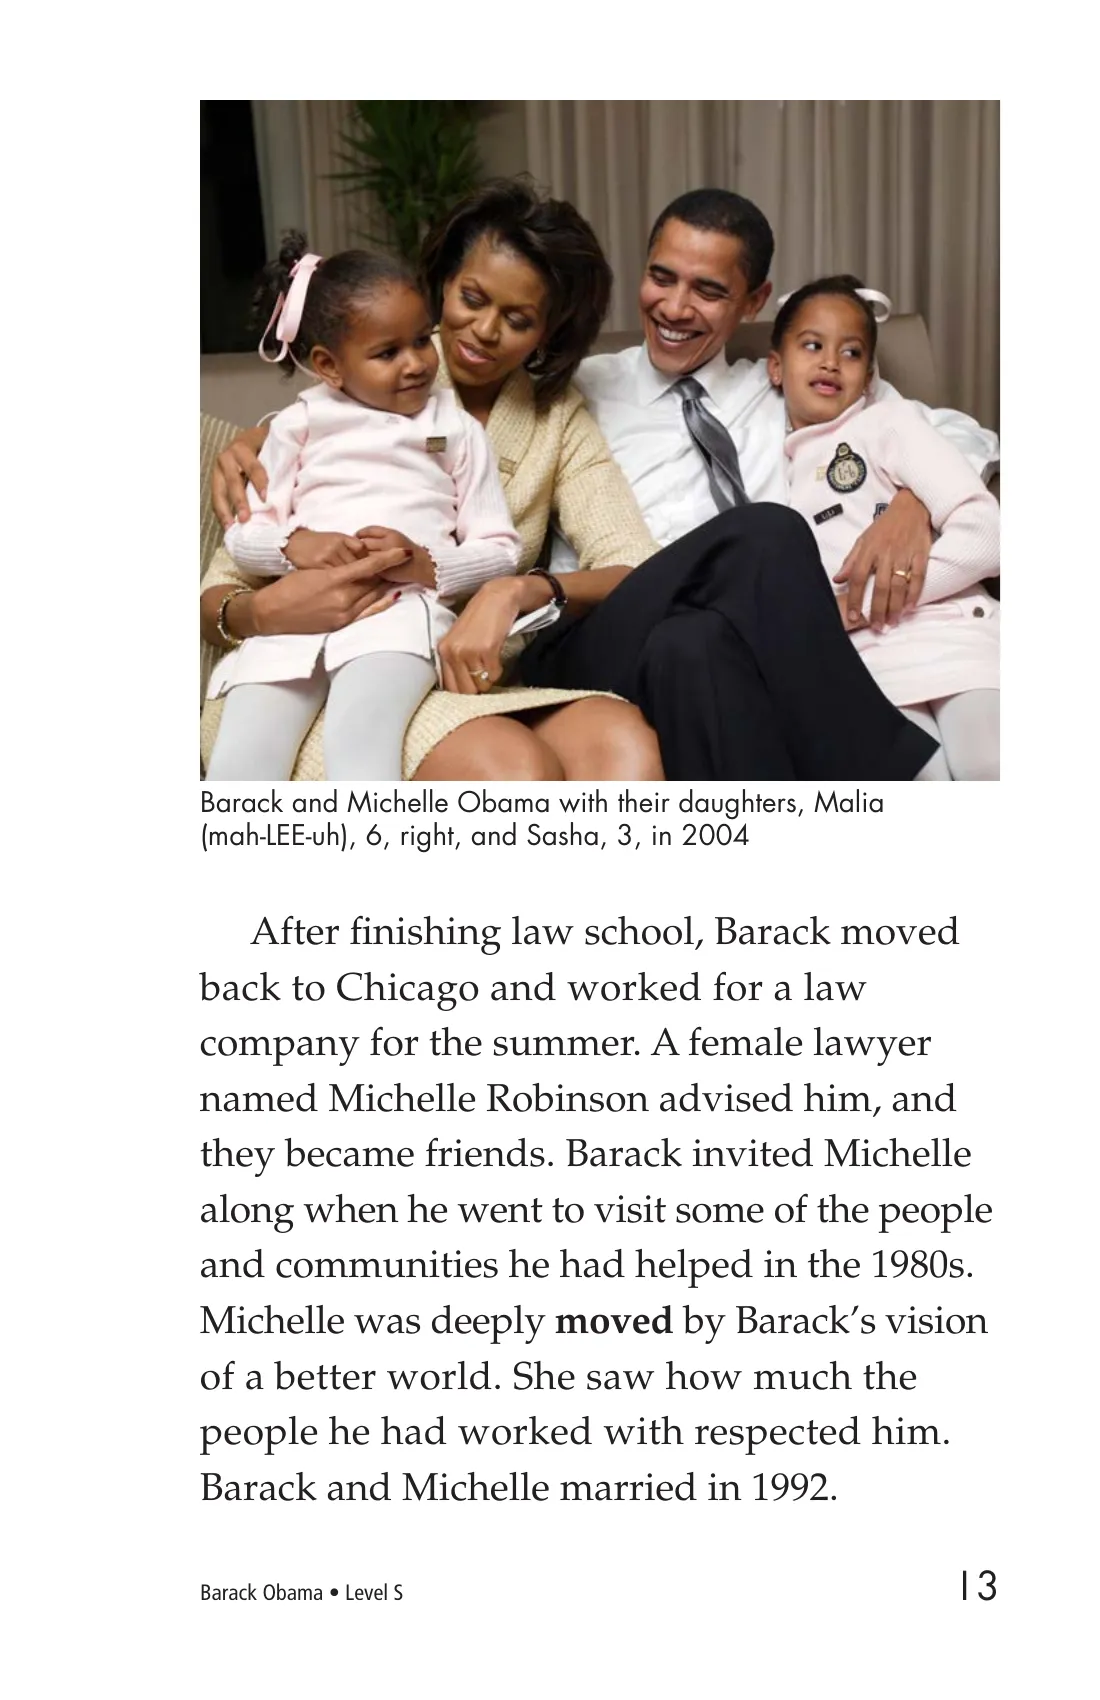 Barack and Michelle Obama with their daughters, Malia
(mah-LEE-uh), 6, right, and Sasha, 3, in 2004
After finishing law school, Barack moved
back to Chicago and worked for a law
company for the summer. A female lawyer
named Michelle Robinson advised him, and
they became friends. Barack invited Michelle
along when he went to visit some of the people
and communities he had helped in the 1980s.
Michelle was deeply moved by Barack’s vision
of a better world. She saw how much the
people he had worked with respected him.
Barack and Michelle married in 1992.
Barack Obama • Level S
13